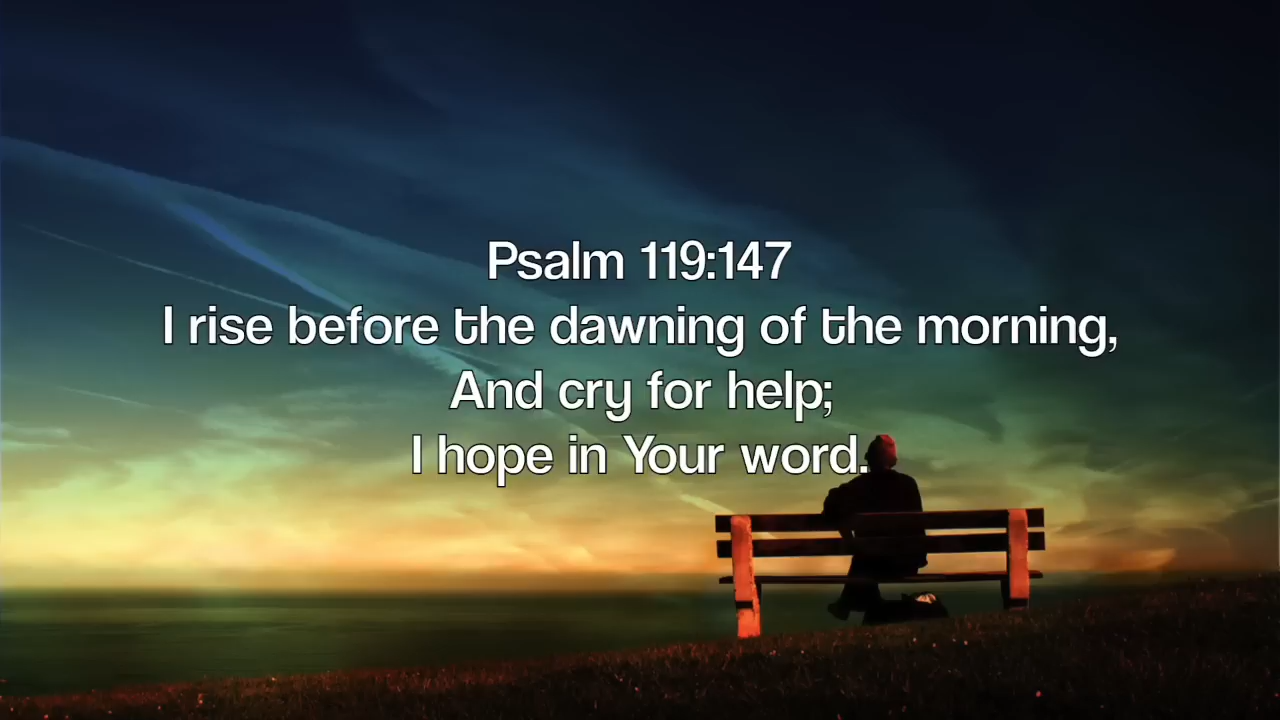 Psalm 119:147
I rise before the dawning of the morning,
And cry for help;
I hope in Your word.